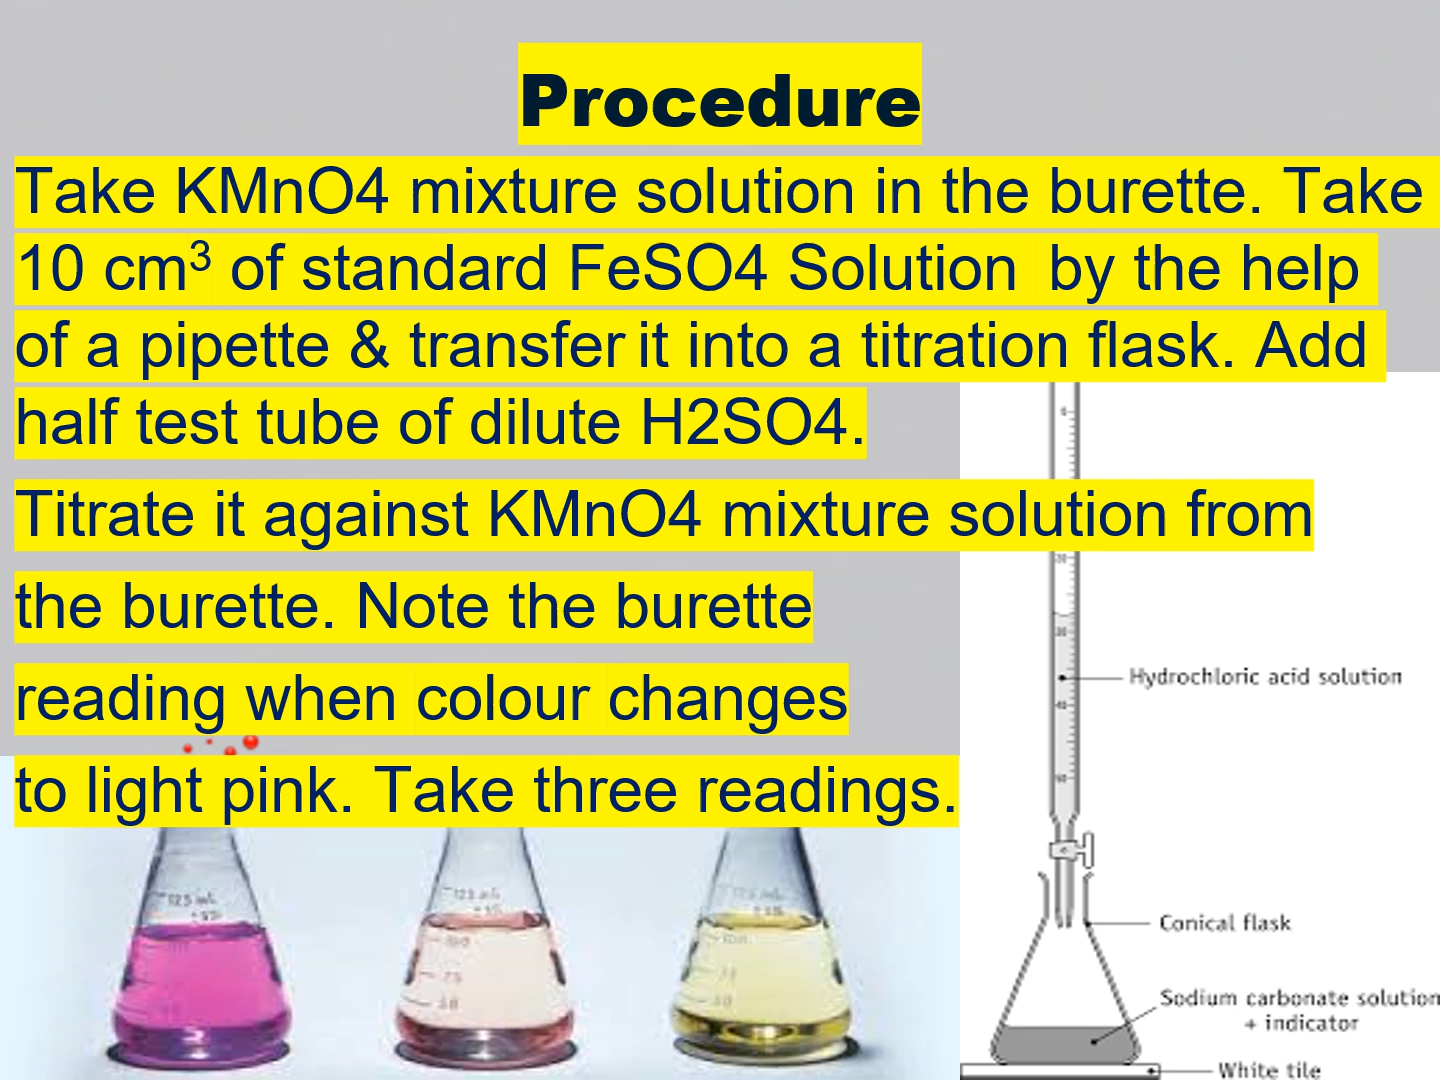 Procedure
Take KMnO4 mixture solution in the burette. Take
10 cm³ of standard FeSO4 Solution by the help
of a pipette & transfer it into a titration flask. Add
half test tube of dilute H2SO4.
Titrate it against KMnO4 mixture solution from
the burette. Note the burette
reading when colour changes
to light pink. Take three readings.
Hydrochloric acid solution
Conical flask
Sodium carbonate solution
+ indicator
White tile